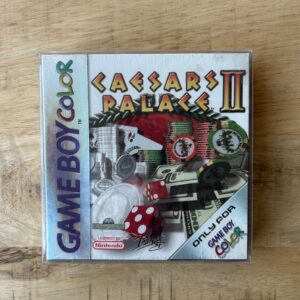 GAME BOY COLOR
CAESARS
PALACE II
LICENSED BY
Nintendo
ONLY FOR
GAME BOY
COLOR